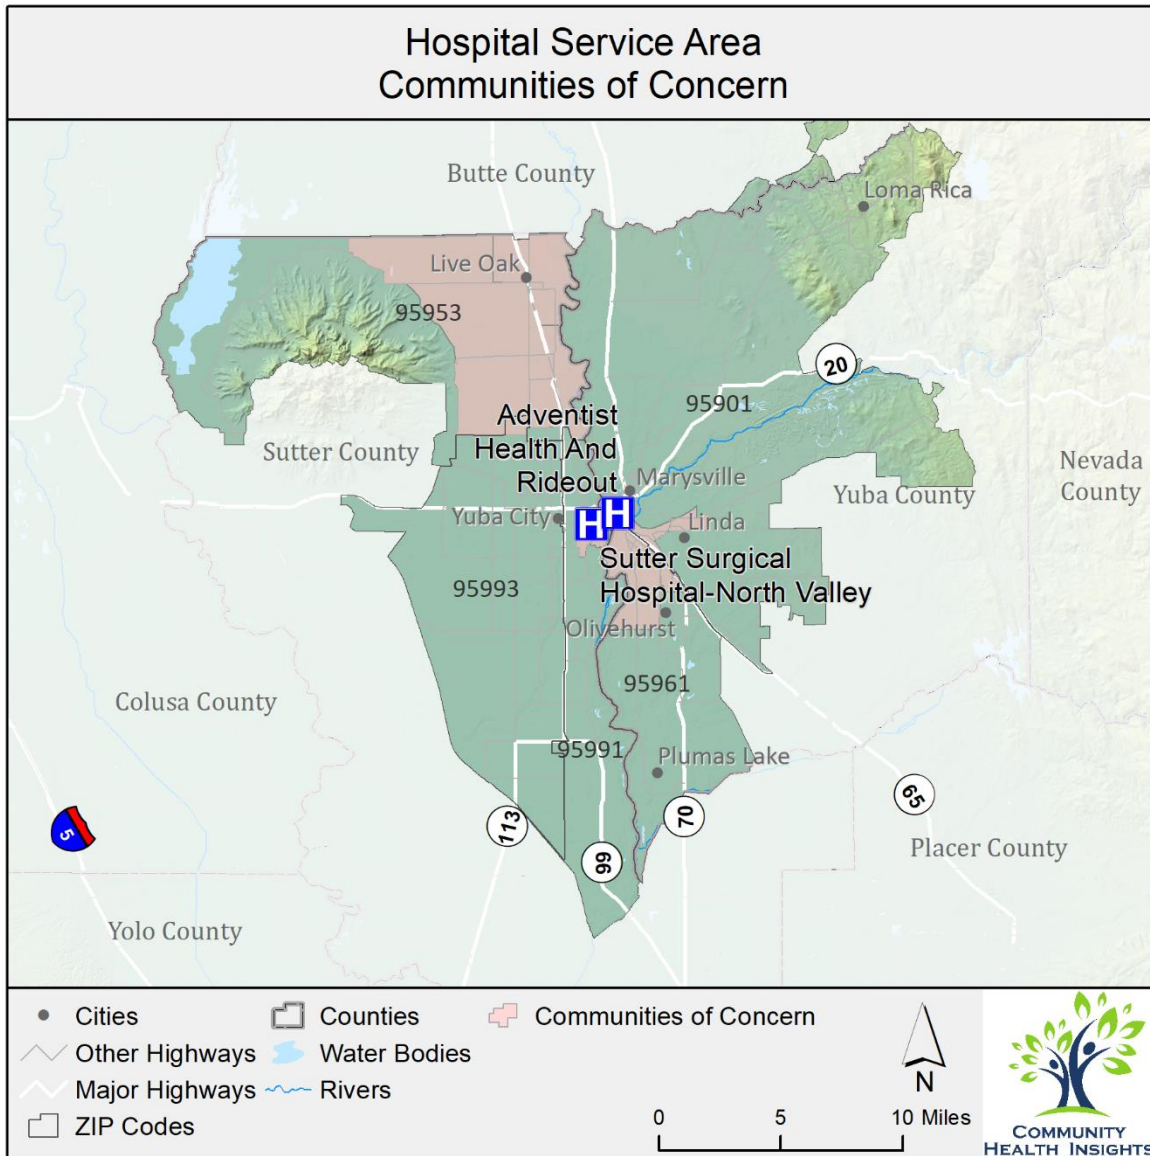 Hospital Service Area
Communities of Concern
Butte County
Loma Rica
Live Oak
95953
20
Adventist
Health And
Rideout
95901
Sutter County
Nevada
County
Marysville
Yuba County
Yuba City
H
H
Linda
Sutter Surgical
Hospital-North Valley
95993
Olivehurst
95961
Colusa County
95991
Plumas Lake
65
5
113
70
99
Placer County
Yolo County
Cities
Other Highways
Major Highways
ZIP Codes
Counties
Water Bodies
Rivers
Communities of Concern
N
0 5 10 Miles
COMMUNITY
HEALTH INSIGHTS